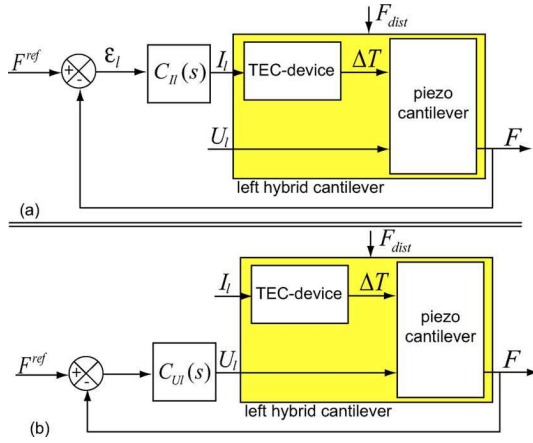 F_dist
F^ref
+
-
ε_l
C_Il(s)
I_l
TEC-device
ΔT
piezo
cantilever
U_l
F
left hybrid cantilever
(a)
F_dist
I_l
TEC-device
ΔT
piezo
cantilever
F^ref
+
-
C_Ul(s)
U_l
F
left hybrid cantilever
(b)